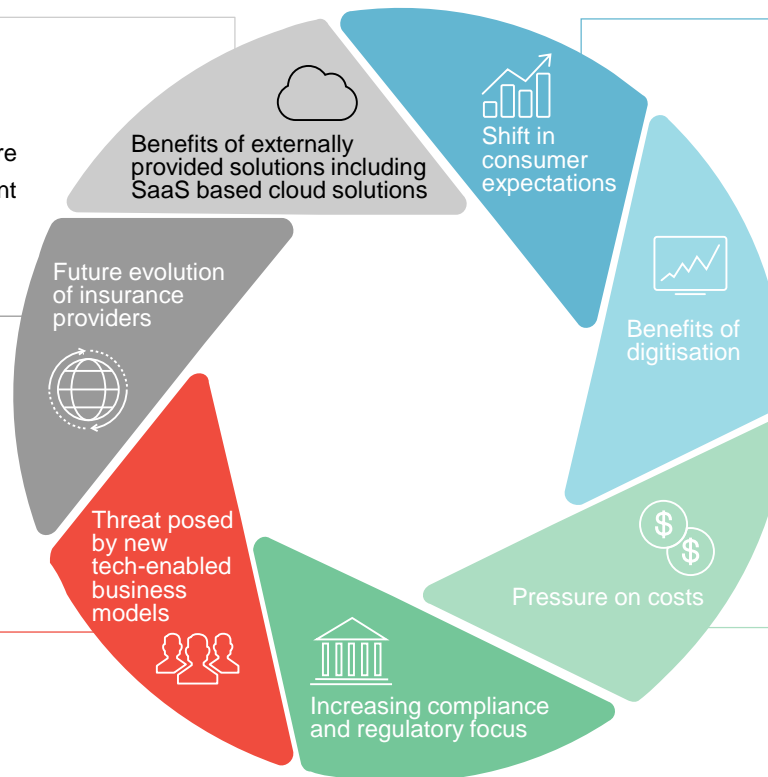 re
nt
Benefits of externally
provided solutions including
SaaS based cloud solutions
Shift in
consumer
expectations
Benefits of
digitisation
$
$
Pressure on costs
Increasing compliance
and regulatory focus
Threat posed
by new
tech-enabled
business
models
Future evolution
of insurance
providers